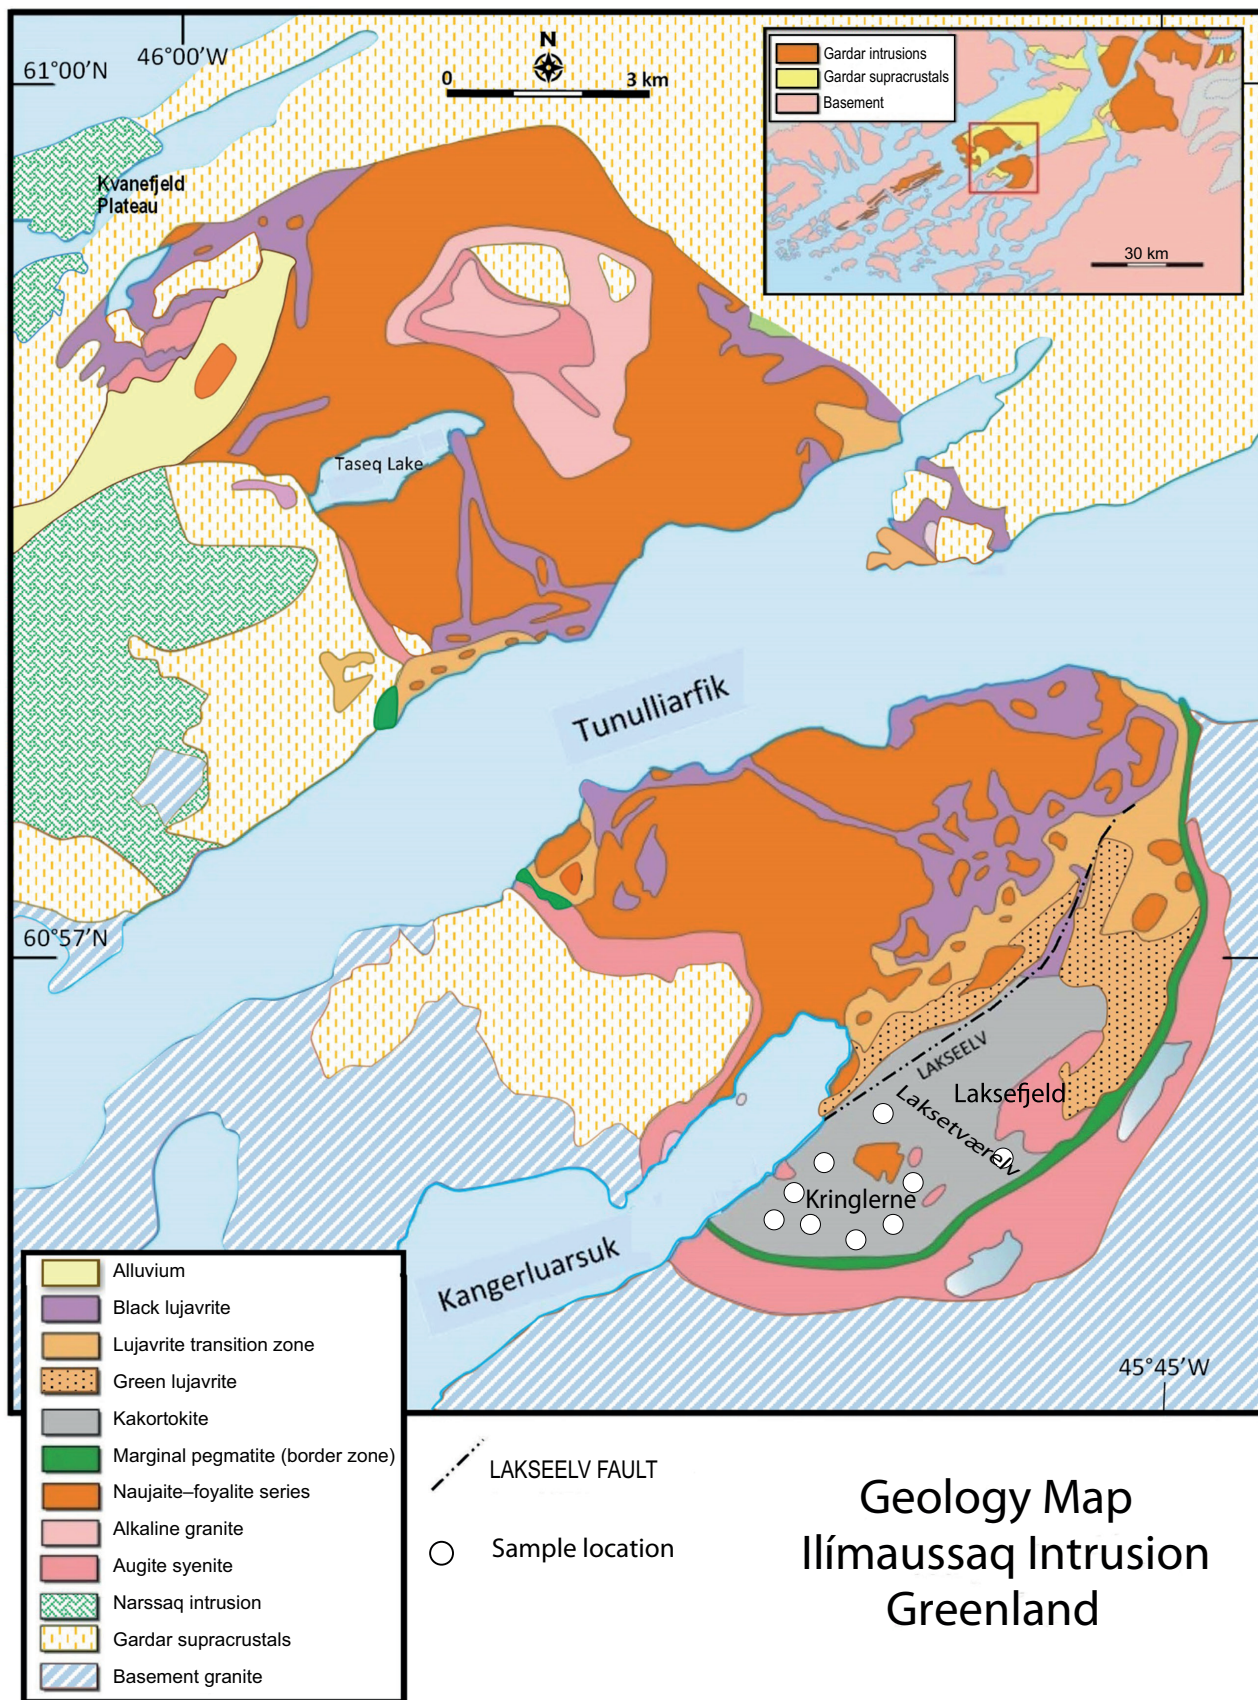 46°00'W
61°00'N
N
0 3 km
Gardar intrusions
Gardar supracrustals
Basement
30 km
Kvanefjeld
Plateau
Taseq Lake
Tunulliarfik
60°57'N
LAKSEELV
Laksefjeld
Laksetværelv
Kringlerne
Kangerluarsuk
45°45'W
Alluvium
Black lujavrite
Lujavrite transition zone
Green lujavrite
Kakortokite
Marginal pegmatite (border zone)
Naujaite–foyalite series
Alkaline granite
Augite syenite
Narssaq intrusion
Gardar supracrustals
Basement granite
LAKSEELV FAULT
Sample location
Geology Map
Ilímaussaq Intrusion
Greenland